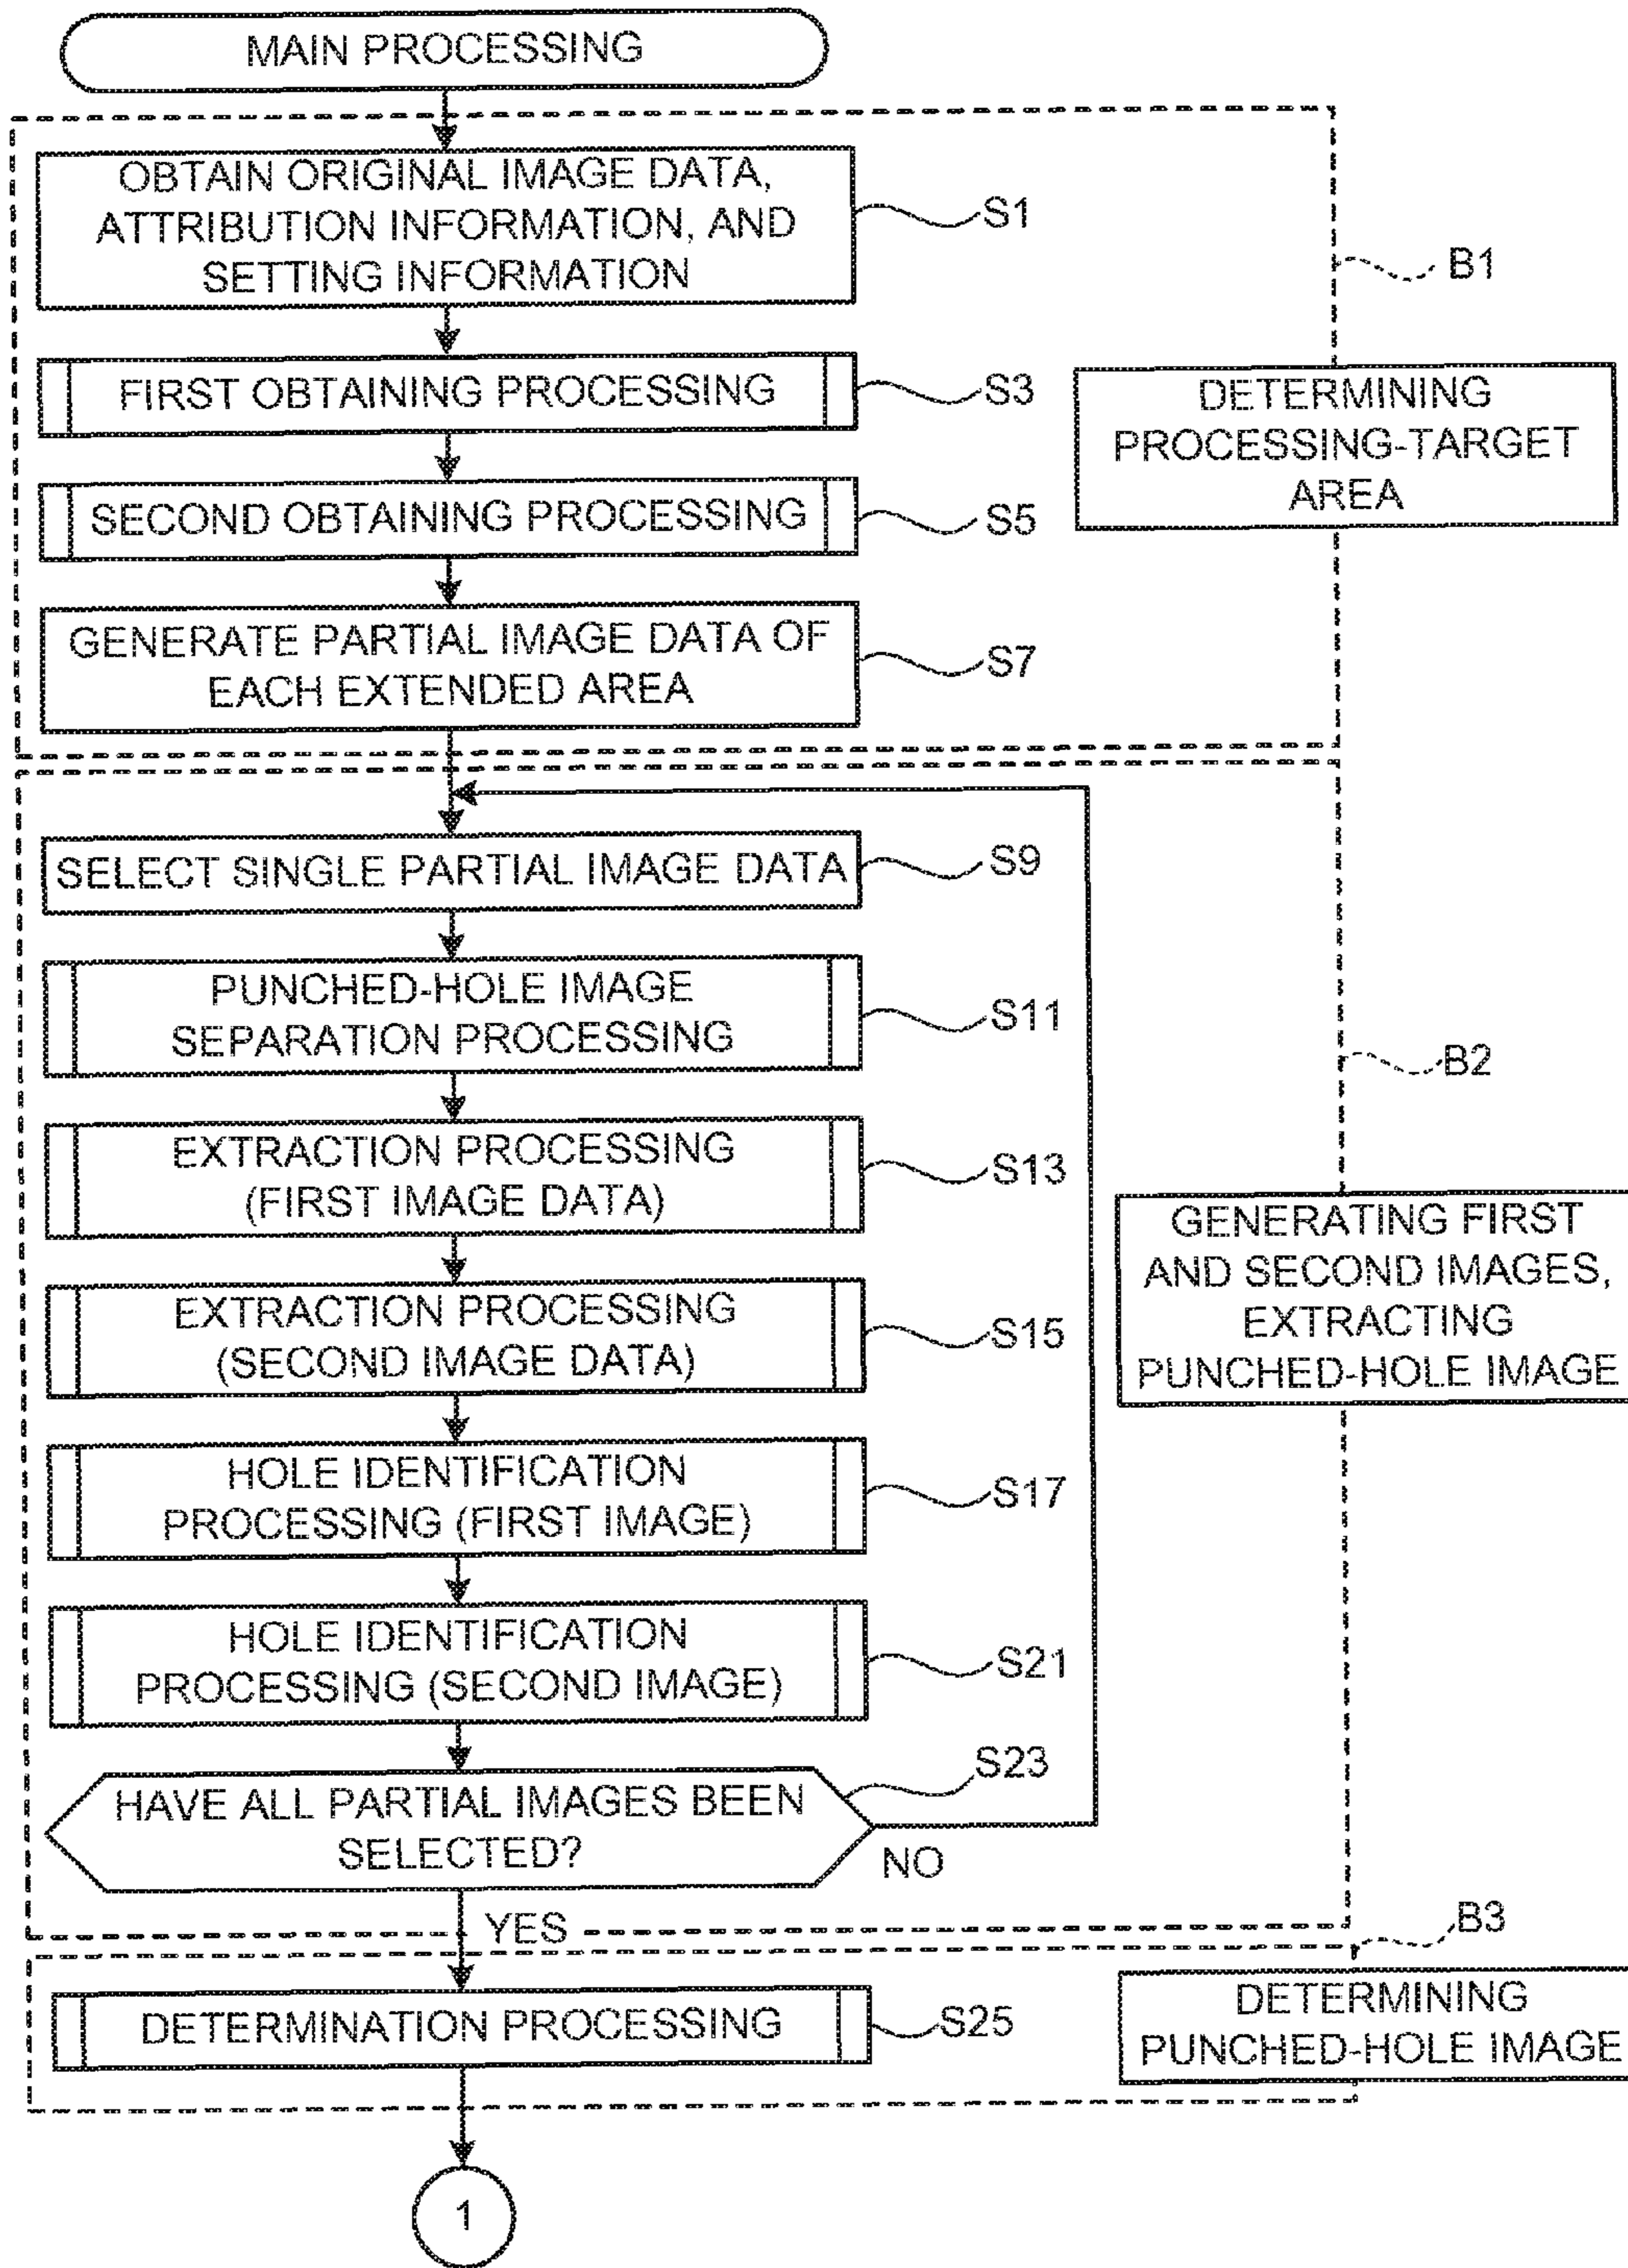 MAIN PROCESSING
OBTAIN ORIGINAL IMAGE DATA,
ATTRIBUTION INFORMATION, AND
SETTING INFORMATION
S1
B1
FIRST OBTAINING PROCESSING
S3
DETERMINING
PROCESSING-TARGET
AREA
SECOND OBTAINING PROCESSING
S5
GENERATE PARTIAL IMAGE DATA OF
EACH EXTENDED AREA
S7
SELECT SINGLE PARTIAL IMAGE DATA
S9
PUNCHED-HOLE IMAGE
SEPARATION PROCESSING
S11
B2
EXTRACTION PROCESSING
(FIRST IMAGE DATA)
S13
GENERATING FIRST
AND SECOND IMAGES,
EXTRACTING
PUNCHED-HOLE IMAGE
EXTRACTION PROCESSING
(SECOND IMAGE DATA)
S15
HOLE IDENTIFICATION
PROCESSING (FIRST IMAGE)
S17
HOLE IDENTIFICATION
PROCESSING (SECOND IMAGE)
S21
HAVE ALL PARTIAL IMAGES BEEN
SELECTED?
S23
NO
YES
B3
DETERMINATION PROCESSING
S25
DETERMINING
PUNCHED-HOLE IMAGE
1